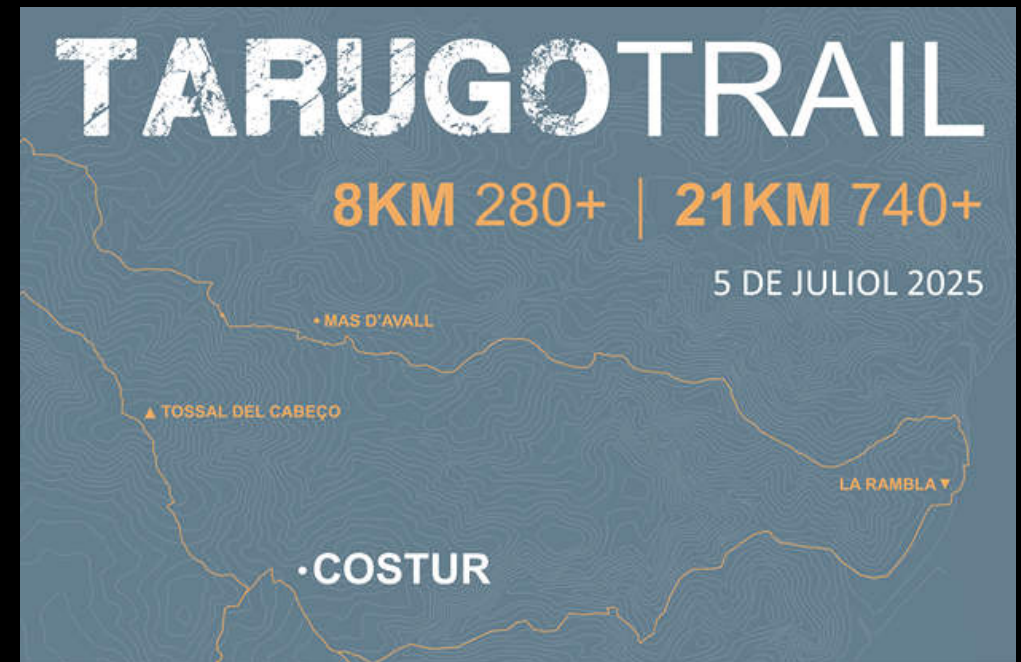 TARUGOTRAIL
8KM 280+ | 21KM 740+
5 DE JULIOL 2025
• MAS D'AVALL
▲ TOSSAL DEL CABEÇO
LA RAMBLA ▼
•COSTUR